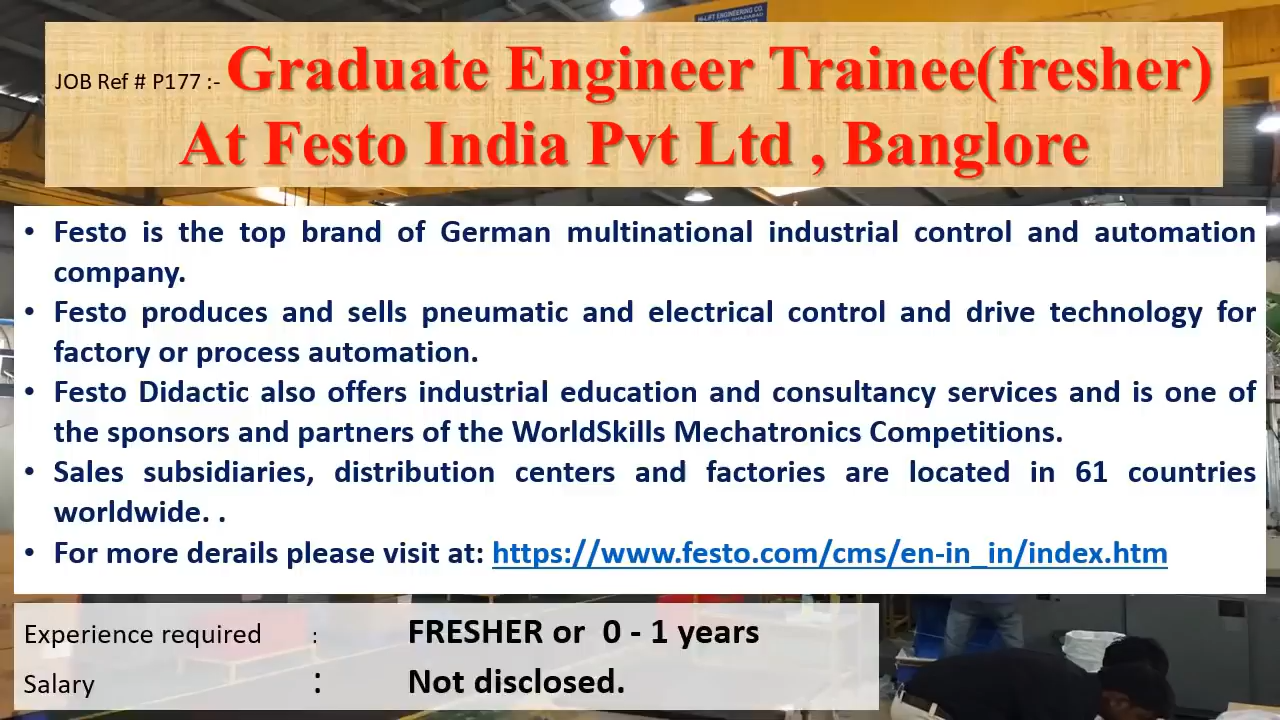 HI-LIFT ENGINEERING CO.
JOB Ref # P177 :- Graduate Engineer Trainee(fresher)
At Festo India Pvt Ltd , Banglore
• Festo is the top brand of German multinational industrial control and automation
company.
• Festo produces and sells pneumatic and electrical control and drive technology for
factory or process automation.
• Festo Didactic also offers industrial education and consultancy services and is one of
the sponsors and partners of the WorldSkills Mechatronics Competitions.
• Sales subsidiaries, distribution centers and factories are located in 61 countries
worldwide. .
• For more derails please visit at: https://www.festo.com/cms/en-in_in/index.htm
Experience required : FRESHER or 0 - 1 years
Salary : Not disclosed.